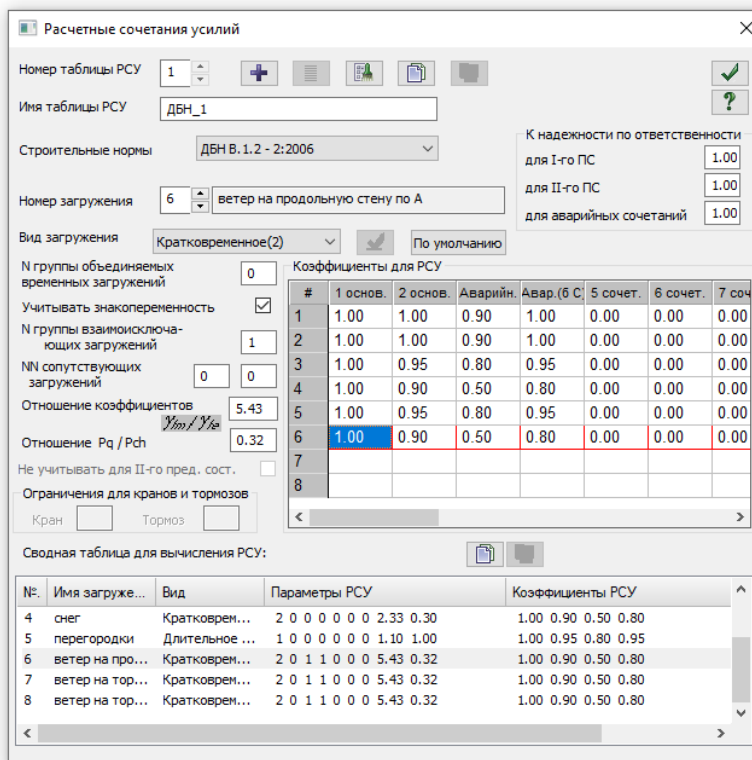 Расчетные сочетания усилий
Номер таблицы РСУ 1
Имя таблицы РСУ ДБН_1
Строительные нормы ДБН В.1.2 - 2:2006
К надежности по ответственности
для I-го ПС 1.00
для II-го ПС 1.00
для аварийных сочетаний 1.00
Номер загружения 6 ветер на продольную стену по А
Вид загружения Кратковременное(2) По умолчанию
N группы объединяемых
временных загружений 0
Учитывать знакопеременность
N группы взаимоисключа-
ющих загружений 1
NN сопутствующих
загружений 0 0
Отношение коэффициентов 5.43
γfm / γfe
Отношение Pq / Pch 0.32
Не учитывать для II-го пред. сост.
Ограничения для кранов и тормозов
Кран Тормоз
Коэффициенты для РСУ
# 1 основ. 2 основ. Аварийн. Авар.(б С) 5 сочет. 6 сочет. 7 соч
1 1.00 1.00 0.90 1.00 0.00 0.00 0.00
2 1.00 1.00 0.90 1.00 0.00 0.00 0.00
3 1.00 0.95 0.80 0.95 0.00 0.00 0.00
4 1.00 0.90 0.50 0.80 0.00 0.00 0.00
5 1.00 0.95 0.80 0.95 0.00 0.00 0.00
6 1.00 0.90 0.50 0.80 0.00 0.00 0.00
7
8
Сводная таблица для вычисления РСУ:
№. Имя загруже... Вид Параметры РСУ Коэффициенты РСУ
4 снег Кратковрем... 2 0 0 0 0 0 0 2.33 0.30 1.00 0.90 0.50 0.80
5 перегородки Длительное ... 1 0 0 0 0 0 0 1.10 1.00 1.00 0.95 0.80 0.95
6 ветер на про... Кратковрем... 2 0 1 1 0 0 0 5.43 0.32 1.00 0.90 0.50 0.80
7 ветер на тор... Кратковрем... 2 0 1 1 0 0 0 5.43 0.32 1.00 0.90 0.50 0.80
8 ветер на тор... Кратковрем... 2 0 1 1 0 0 0 5.43 0.32 1.00 0.90 0.50 0.80